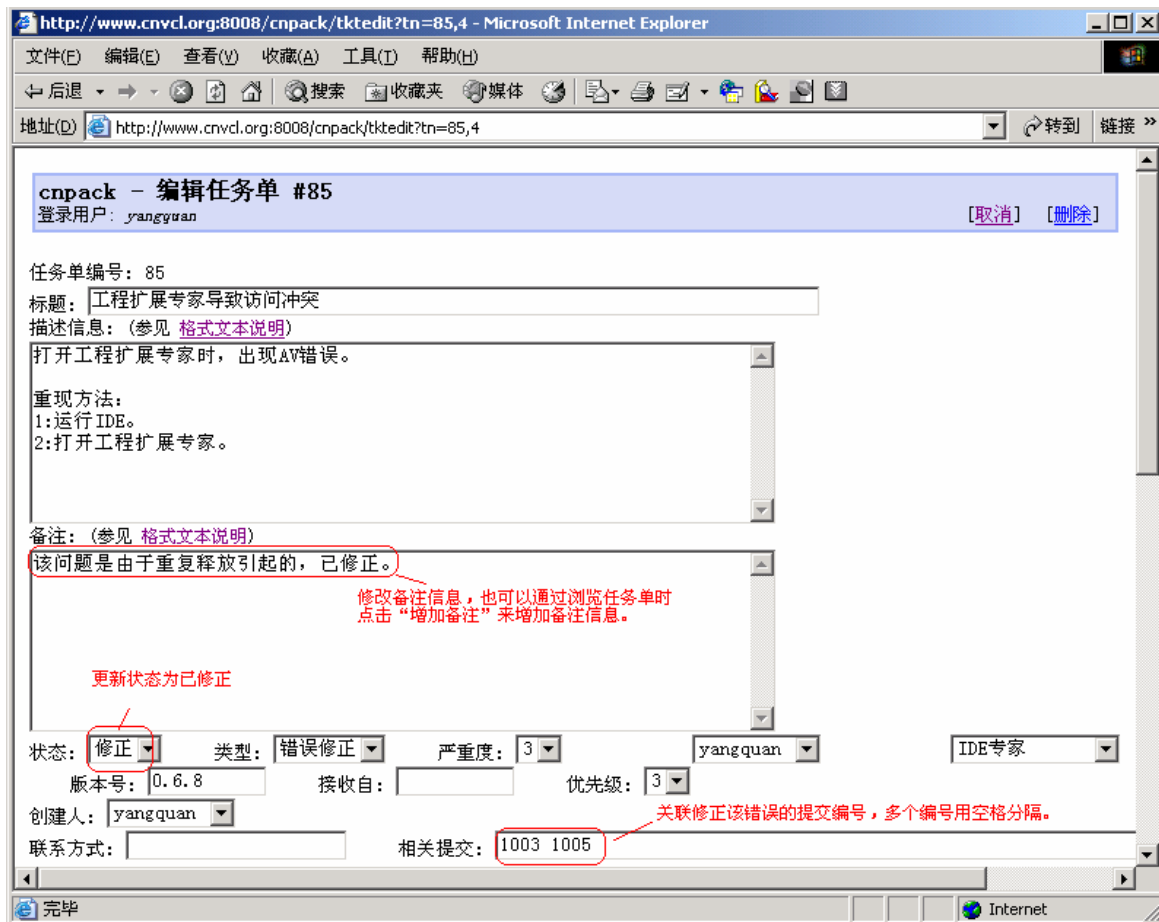 http://www.cnvcl.org:8008/cnpack/tktedit?tn=85,4 - Microsoft Internet Explorer
文件(F) 编辑(E) 查看(V) 收藏(A) 工具(T) 帮助(H)
后退 搜索 收藏夹 媒体
地址(D) http://www.cnvcl.org:8008/cnpack/tktedit?tn=85,4 转到 链接 »
cnpack - 编辑任务单 #85
登录用户: yangquan [取消] [删除]
任务单编号: 85
标题: 工程扩展专家导致访问冲突
描述信息: (参见 格式文本说明)
打开工程扩展专家时，出现AV错误。
重现方法:
1:运行IDE。
2:打开工程扩展专家。
备注: (参见 格式文本说明)
该问题是由于重复释放引起的，已修正。
修改备注信息，也可以通过浏览任务单时
点击“增加备注”来增加备注信息。
更新状态为已修正
状态: 修正 类型: 错误修正 严重度: 3 yangquan IDE专家
版本号: 0.6.8 接收自: 优先级: 3
创建人: yangquan
关联修正该错误的提交编号，多个编号用空格分隔。
联系方式: 相关提交: 1003 1005
完毕 Internet